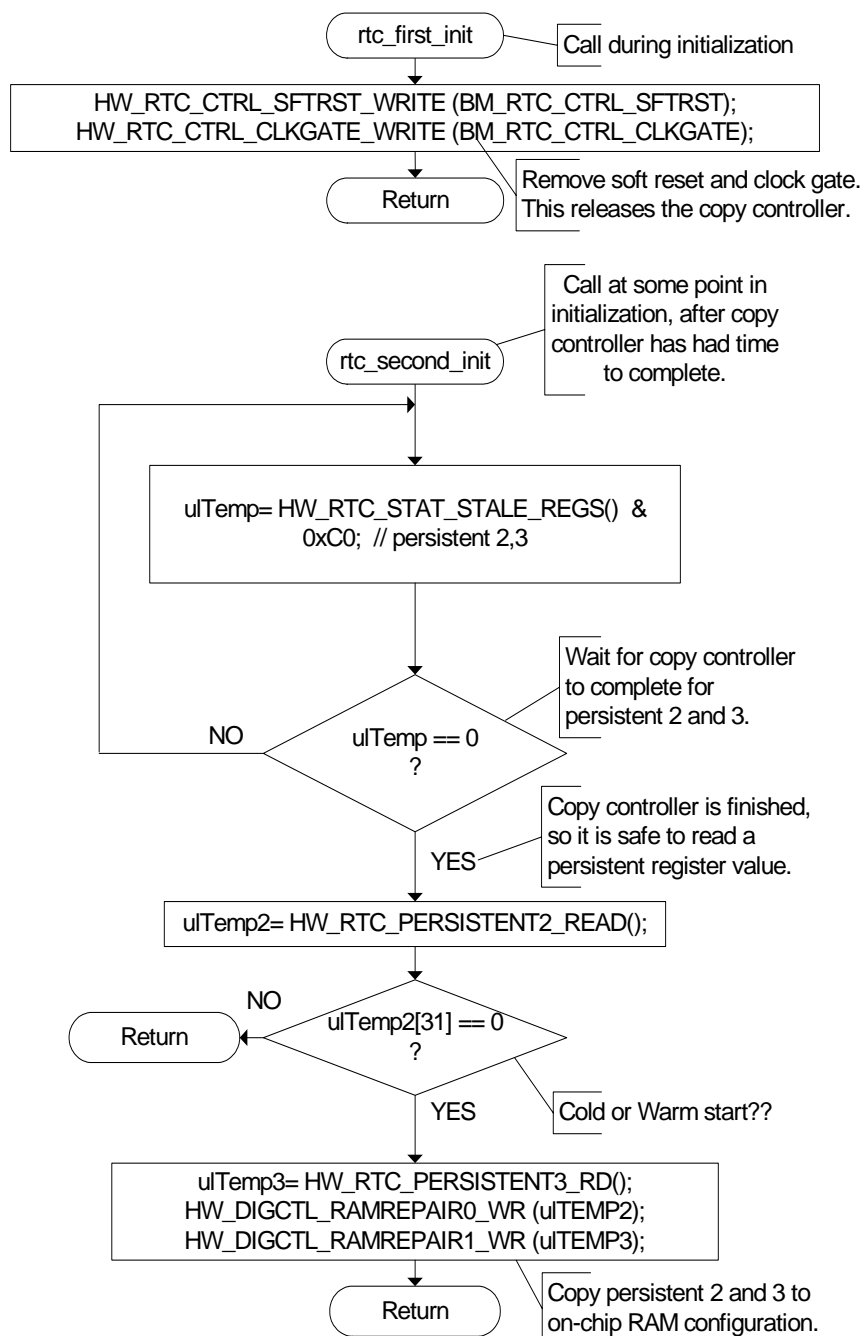 rtc_first_init
Call during initialization
HW_RTC_CTRL_SFTRST_WRITE (BM_RTC_CTRL_SFTRST);
HW_RTC_CTRL_CLKGATE_WRITE (BM_RTC_CTRL_CLKGATE);
Return
Remove soft reset and clock gate.
This releases the copy controller.
Call at some point in
initialization, after copy
controller has had time
to complete.
rtc_second_init
ulTemp= HW_RTC_STAT_STALE_REGS() &
0xC0; // persistent 2,3
Wait for copy controller
to complete for
persistent 2 and 3.
NO
ulTemp == 0
?
Copy controller is finished,
so it is safe to read a
persistent register value.
YES
ulTemp2= HW_RTC_PERSISTENT2_READ();
NO
Return
ulTemp2[31] == 0
?
YES
Cold or Warm start??
ulTemp3= HW_RTC_PERSISTENT3_RD();
HW_DIGCTL_RAMREPAIR0_WR (ulTEMP2);
HW_DIGCTL_RAMREPAIR1_WR (ulTEMP3);
Return
Copy persistent 2 and 3 to
on-chip RAM configuration.